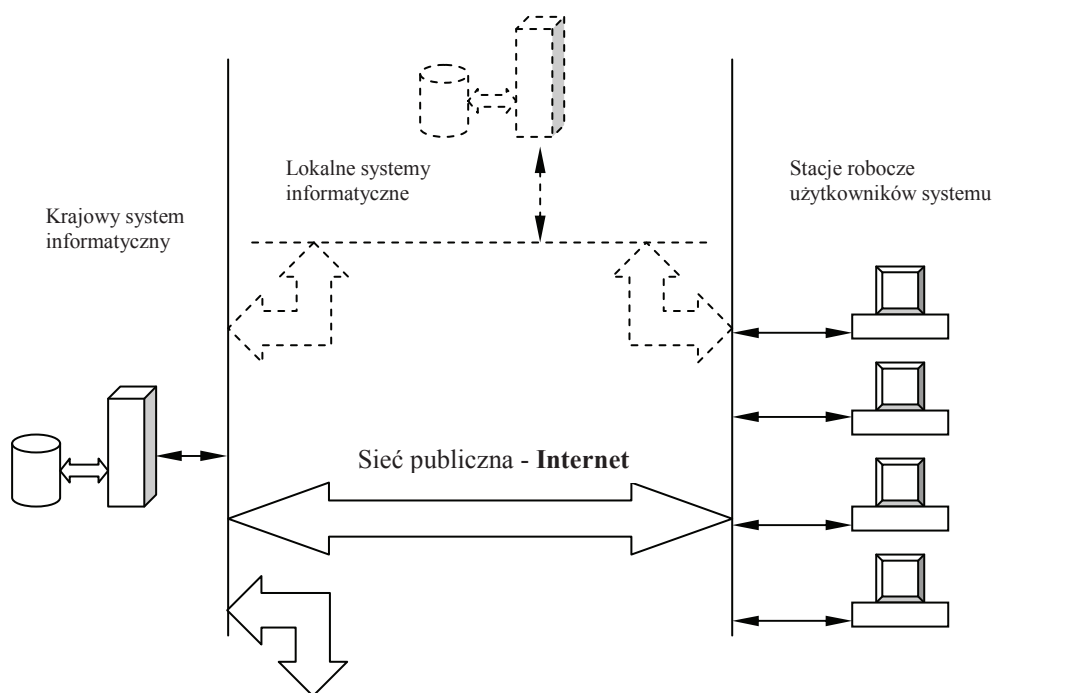 Lokalne systemy
informatyczne
Stacje robocze
użytkowników systemu
Krajowy system
informatyczny
Sieć publiczna - Internet